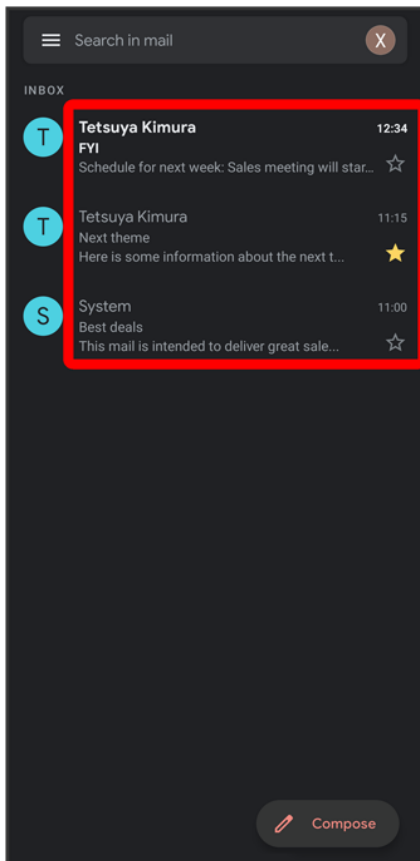 Search in mail
X
INBOX
T
Tetsuya Kimura 12:34
FYI
Schedule for next week: Sales meeting will star...
T
Tetsuya Kimura 11:15
Next theme
Here is some information about the next t...
S
System 11:00
Best deals
This mail is intended to deliver great sale...
Compose